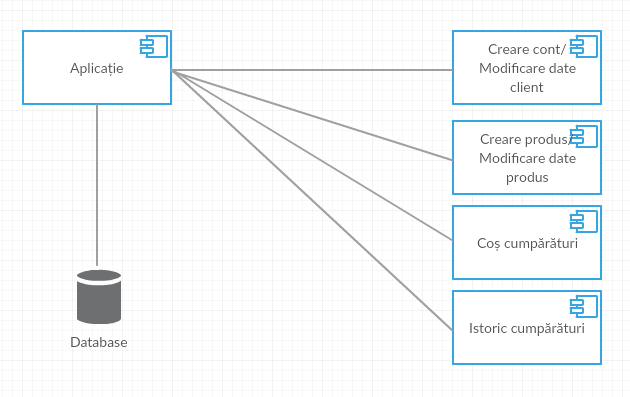 Aplicație
Creare cont/
Modificare date
client
Creare produs/
Modificare date
produs
Coș cumpărături
Istoric cumpărături
Database